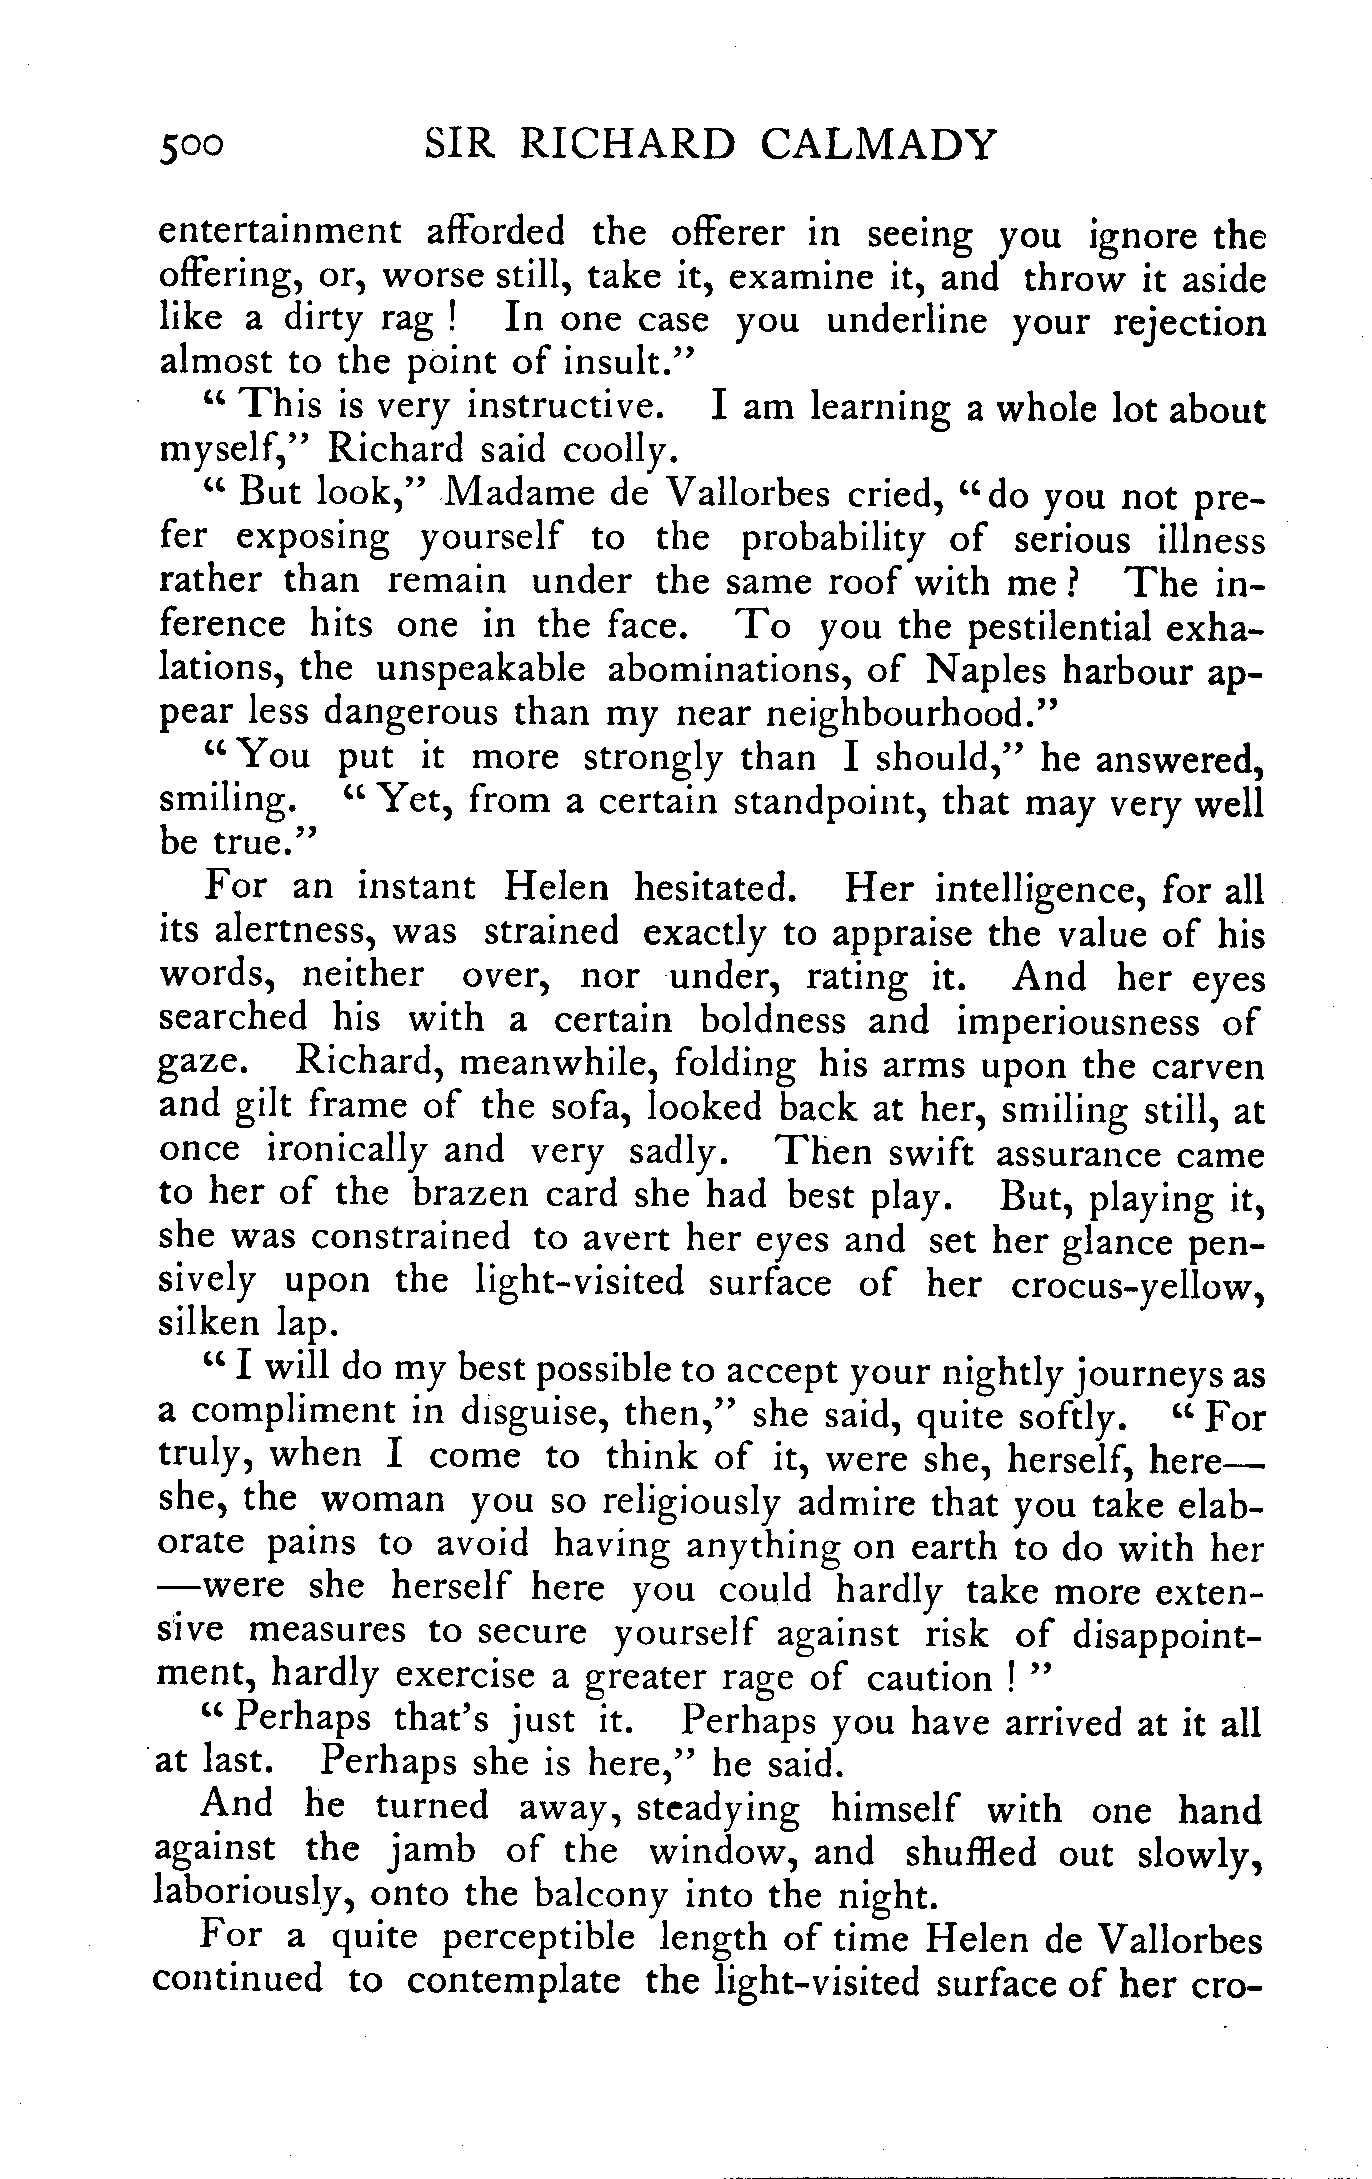 500 SIR RICHARD CALMADY
entertainment afforded the offerer in seeing you ignore the
offering, or, worse still, take it, examine it, and throw it aside
like a dirty rag ! In one case you underline your rejection
almost to the point of insult."
" This is very instructive. I am learning a whole lot about
myself," Richard said coolly.
" But look," Madame de Vallorbes cried, "do you not pre-
fer exposing yourself to the probability of serious illness
rather than remain under the same roof with me ? The in-
ference hits one in the face. To you the pestilential exha-
lations, the unspeakable abominations, of Naples harbour ap-
pear less dangerous than my near neighbourhood."
"You put it more strongly than I should," he answered,
smiling. " Yet, from a certain standpoint, that may very well
be true."
For an instant Helen hesitated. Her intelligence, for all
its alertness, was strained exactly to appraise the value of his
words, neither over, nor under, rating it. And her eyes
searched his with a certain boldness and imperiousness of
gaze. Richard, meanwhile, folding his arms upon the carven
and gilt frame of the sofa, looked back at her, smiling still, at
once ironically and very sadly. Then swift assurance came
to her of the brazen card she had best play. But, playing it,
she was constrained to avert her eyes and set her glance pen-
sively upon the light-visited surface of her crocus-yellow,
silken lap.
" I will do my best possible to accept your nightly journeys as
a compliment in disguise, then," she said, quite softly. " For
truly, when I come to think of it, were she, herself, here—
she, the woman you so religiously admire that you take elab-
orate pains to avoid having anything on earth to do with her
—were she herself here you could hardly take more exten-
sive measures to secure yourself against risk of disappoint-
ment, hardly exercise a greater rage of caution ! "
" Perhaps that's just it. Perhaps you have arrived at it all
at last. Perhaps she is here," he said.
And he turned away, steadying himself with one hand
against the jamb of the window, and shuffled out slowly,
laboriously, onto the balcony into the night.
For a quite perceptible length of time Helen de Vallorbes
continued to contemplate the light-visited surface of her cro-